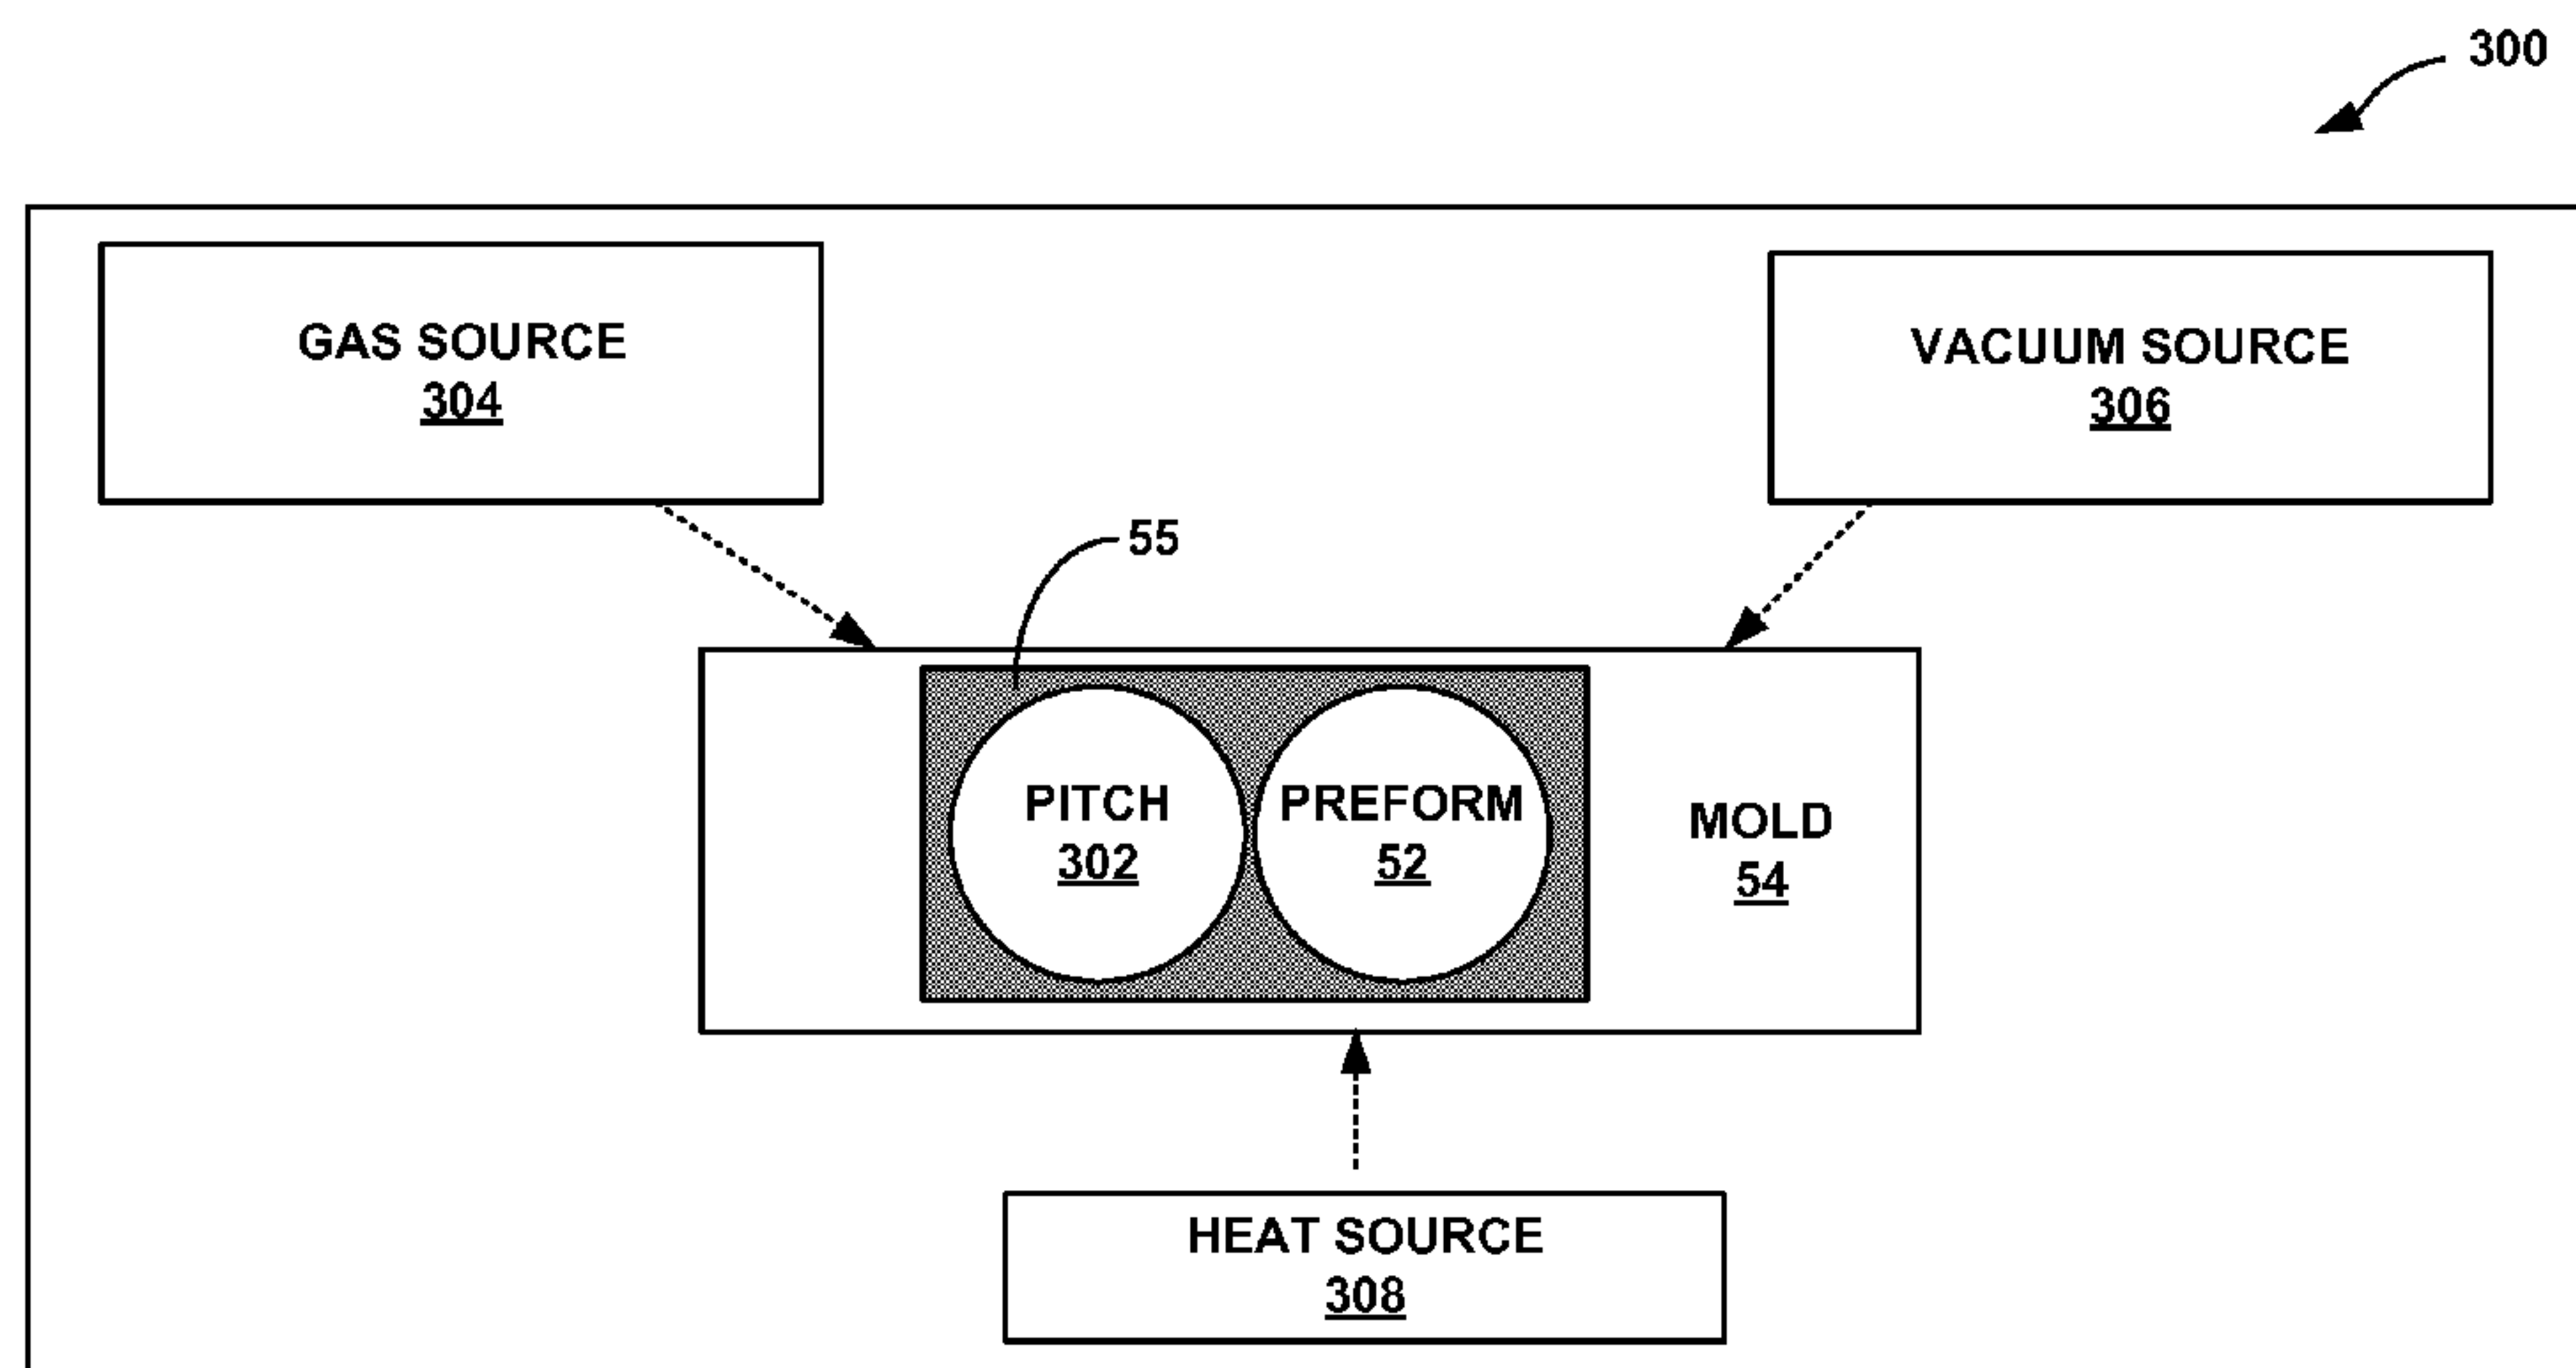 300
GAS SOURCE
304
VACUUM SOURCE
306
55
PITCH
302
PREFORM
52
MOLD
54
HEAT SOURCE
308